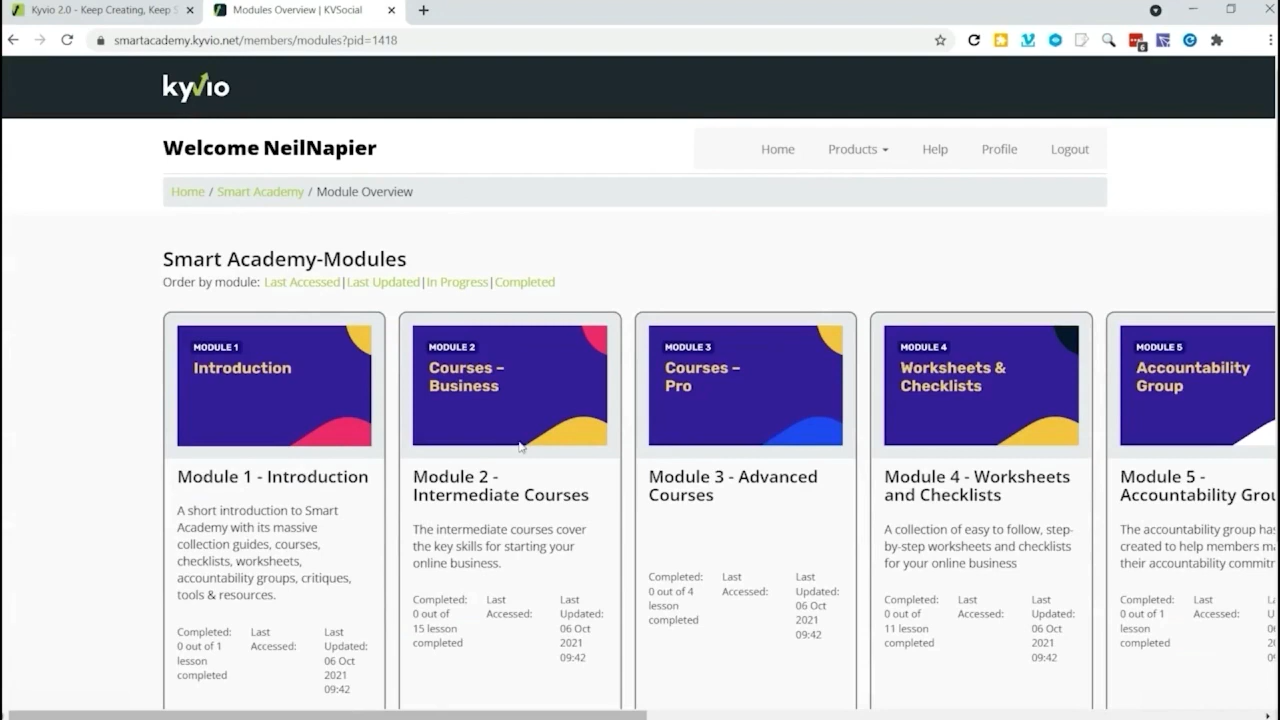 Kyvio 2.0 - Keep Creating, Keep
Modules Overview | KVSocial
smartacademy.kyvio.net/members/modules?pid=1418
6
kyvio
Welcome NeilNapier
Home Products Help Profile Logout
Home / Smart Academy / Module Overview
Smart Academy-Modules
Order by module: Last Accessed|Last Updated|In Progress|Completed
MODULE 1
Introduction
Module 1 - Introduction
A short introduction to Smart
Academy with its massive
collection guides, courses,
checklists, worksheets,
accountability groups, critiques,
tools & resources.
Completed:
0 out of 1
lesson
completed
Last
Accessed:
Last
Updated:
06 Oct
2021
09:42
MODULE 2
Courses –
Business
Module 2 -
Intermediate Courses
The intermediate courses cover
the key skills for starting your
online business.
Completed:
0 out of
15 lesson
completed
Last
Accessed:
Last
Updated:
06 Oct
2021
09:42
MODULE 3
Courses –
Pro
Module 3 - Advanced
Courses
Completed:
0 out of 4
lesson
completed
Last
Accessed:
Last
Updated:
06 Oct
2021
09:42
MODULE 4
Worksheets &
Checklists
Module 4 - Worksheets
and Checklists
A collection of easy to follow, step-
by-step worksheets and checklists
for your online business
Completed:
0 out of
11 lesson
completed
Last
Accessed:
Last
Updated:
06 Oct
2021
09:42
MODULE 5
Accountability
Group
Module 5 -
Accountability
The accountability group
created to help members
their accountability
Completed:
0 out of 1
lesson
completed
Last
Accessed: